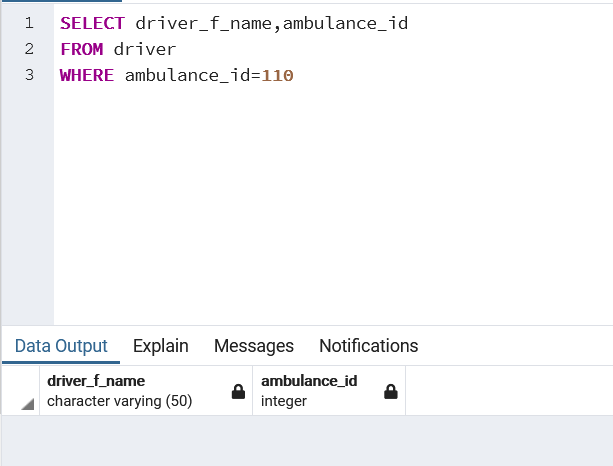 1 SELECT driver_f_name,ambulance_id
2 FROM driver
3 WHERE ambulance_id=110
Data Output Explain Messages Notifications
driver_f_name ambulance_id
character varying (50) integer